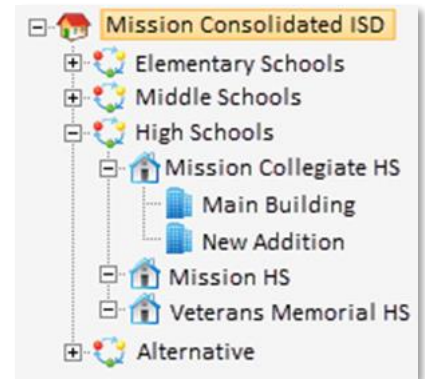 Mission Consolidated ISD
Elementary Schools
Middle Schools
High Schools
Mission Collegiate HS
Main Building
New Addition
Mission HS
Veterans Memorial HS
Alternative